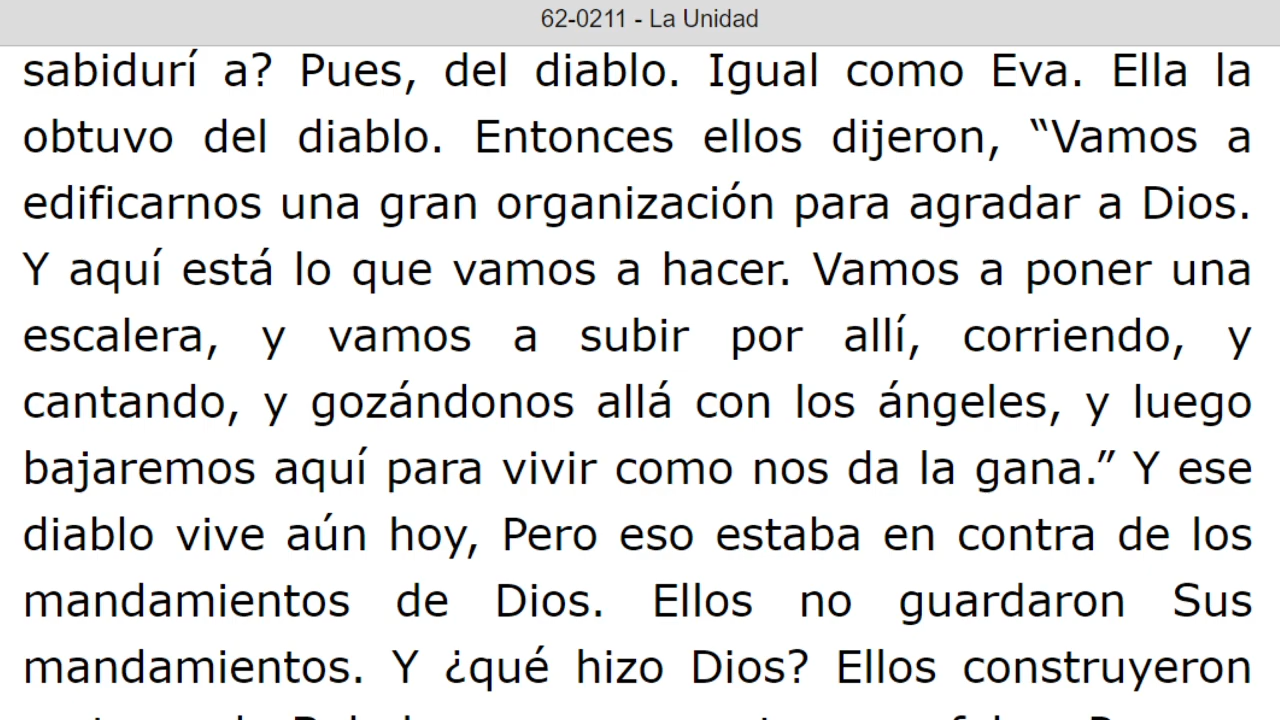 62-0211 - La Unidad
sabidurí a? Pues, del diablo. Igual como Eva. Ella la
obtuvo del diablo. Entonces ellos dijeron, “Vamos a
edificarnos una gran organización para agradar a Dios.
Y aquí está lo que vamos a hacer. Vamos a poner una
escalera, y vamos a subir por allí, corriendo, y
cantando, y gozándonos allá con los ángeles, y luego
bajaremos aquí para vivir como nos da la gana.” Y ese
diablo vive aún hoy, Pero eso estaba en contra de los
mandamientos de Dios. Ellos no guardaron Sus
mandamientos. Y ¿qué hizo Dios? Ellos construyeron